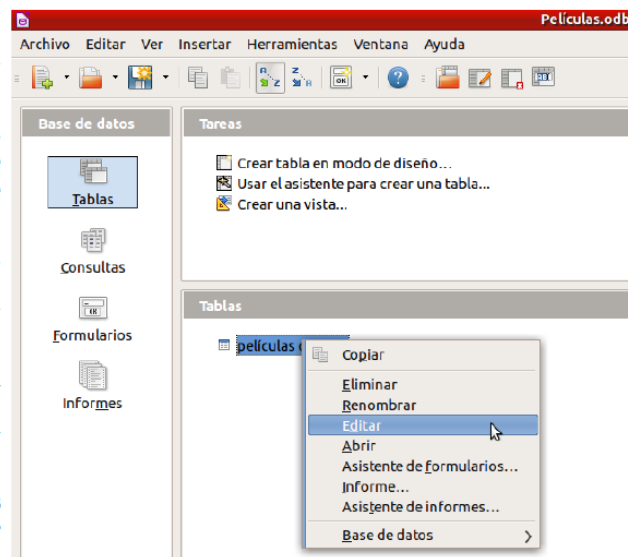 Películas.odb
Archivo Editar Ver Insertar Herramientas Ventana Ayuda
Base de datos
Tareas
Tablas
Crear tabla en modo de diseño...
Usar el asistente para crear una tabla...
Crear una vista...
Consultas
Formularios
Informes
Tablas
películas
Copiar
Eliminar
Renombrar
Editar
Abrir
Asistente de formularios...
Informe...
Asistente de informes...
Base de datos